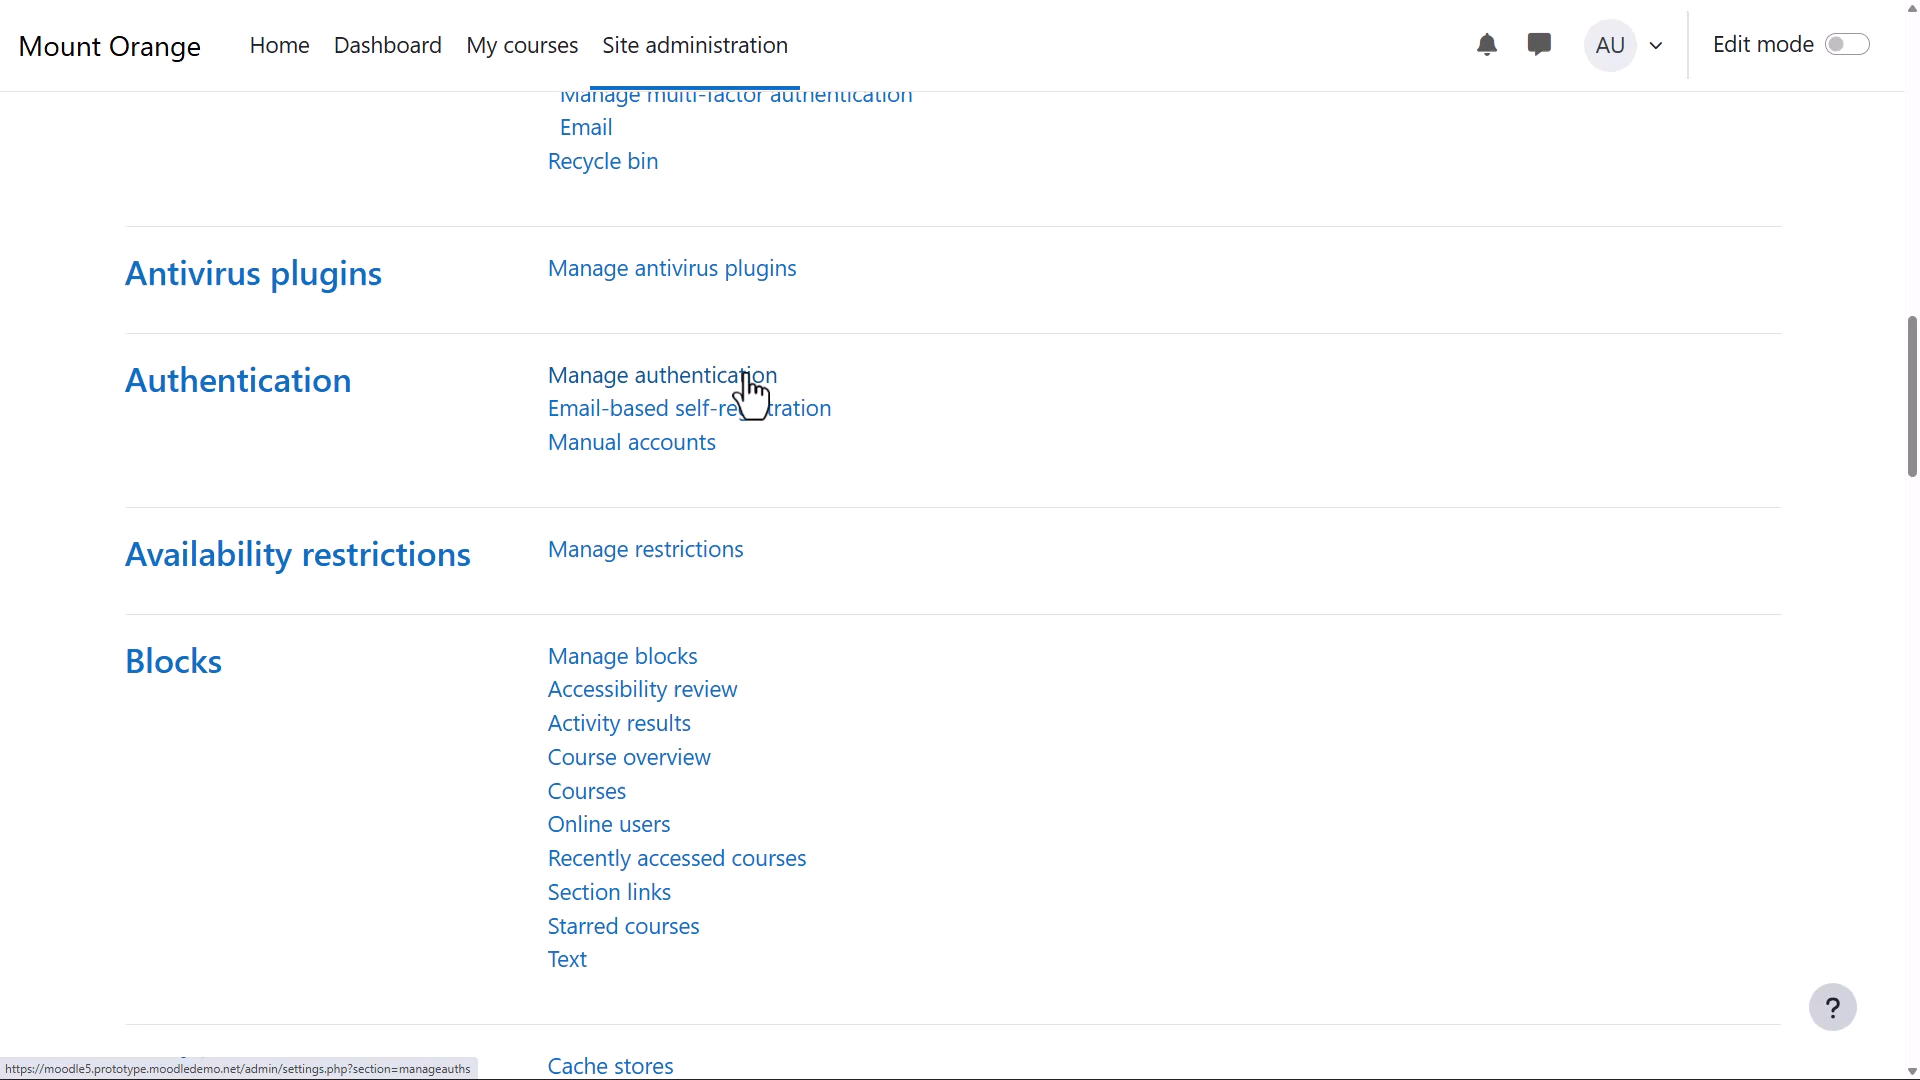 Mount Orange
Home
Dashboard
My courses
Site administration
AU
Edit mode
Manage multi-factor authentication
Email
Recycle bin
Antivirus plugins
Manage antivirus plugins
Authentication
Manage authentication
Email-based self-re tration
Manual accounts
Availability restrictions
Manage restrictions
Blocks
Manage blocks
Accessibility review
Activity results
Course overview
Courses
Online users
Recently accessed courses
Section links
Starred courses
Text
?
Cache stores
https://moodle5.prototype.moodledemo.net/admin/settings.php?section=manageauths